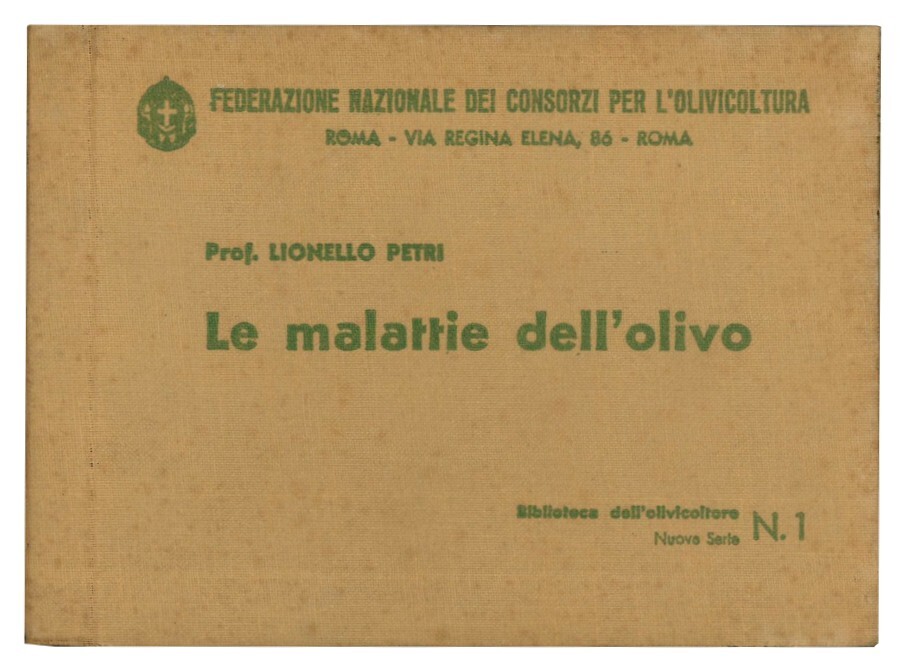 FEDERAZIONE NAZIONALE DEI CONSORZI PER L'OLIVICOLTURA
ROMA - VIA REGINA ELENA, 86 - ROMA
Prof. LIONELLO PETRI
Le malattie dell'olivo
Biblioteca dell'olivicoltore
Nuova Serie N. 1